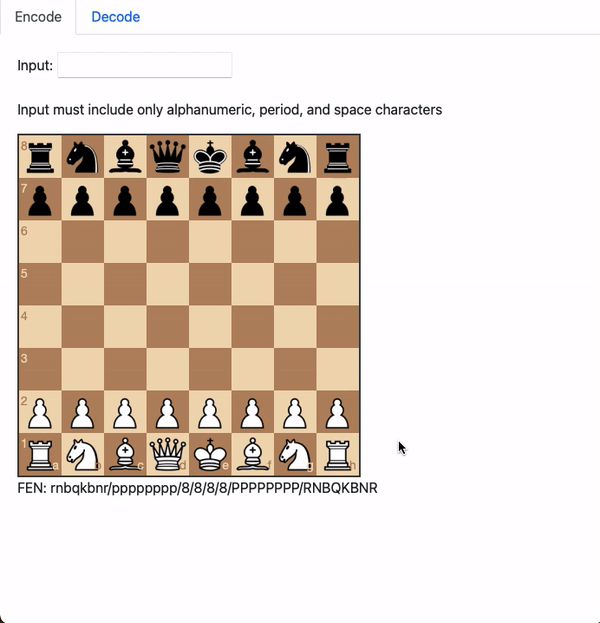 Encode Decode
Input:
Input must include only alphanumeric, period, and space characters
8
7
6
5
4
3
2
1 a b c d e f g h
FEN: rnbqkbnr/pppppppp/8/8/8/8/PPPPPPPP/RNBQKBNR